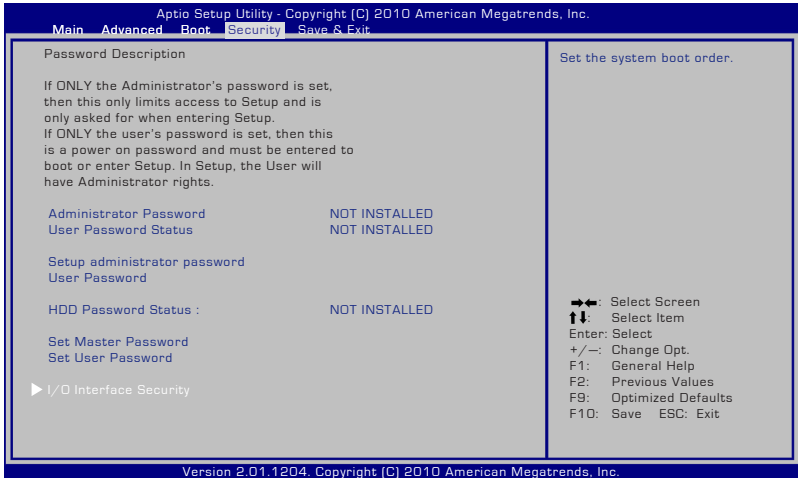 Aptio Setup Utility - Copyright (C) 2010 American Megatrends, Inc.
Main Advanced Boot Security Save & Exit
Password Description
If ONLY the Administrator's password is set,
then this only limits access to Setup and is
only asked for when entering Setup.
If ONLY the user's password is set, then this
is a power on password and must be entered to
boot or enter Setup. In Setup, the User will
have Administrator rights.
Administrator Password NOT INSTALLED
User Password Status NOT INSTALLED
Setup administrator password
User Password
HDD Password Status : NOT INSTALLED
Set Master Password
Set User Password
▶ I/O Interface Security
Set the system boot order.
→←: Select Screen
↑↓: Select Item
Enter: Select
+/—: Change Opt.
F1: General Help
F2: Previous Values
F9: Optimized Defaults
F10: Save ESC: Exit
Version 2.01.1204. Copyright (C) 2010 American Megatrends, Inc.